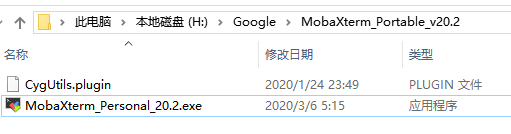 此电脑 › 本地磁盘 (H:) › Google › MobaXterm_Portable_v20.2
名称 修改日期 类型
CygUtils.plugin 2020/1/24 23:49 PLUGIN 文件
MobaXterm_Personal_20.2.exe 2020/3/6 5:15 应用程序